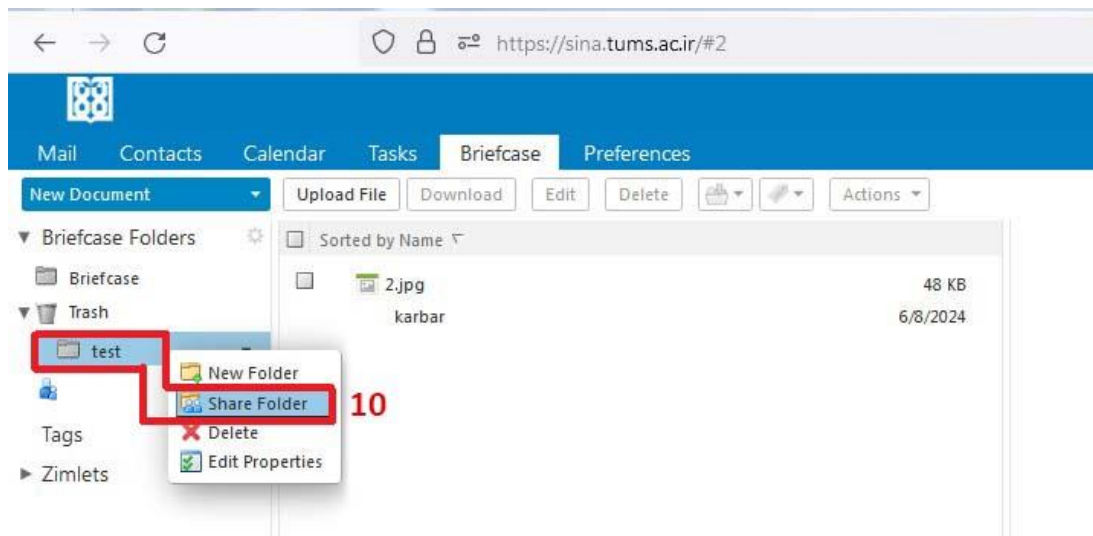 https://sina.tums.ac.ir/#2
Mail Contacts Calendar Tasks Briefcase Preferences
New Document Upload File Download Edit Delete Actions
Briefcase Folders Sorted by Name
Briefcase 2.jpg 48 KB
Trash karbar 6/8/2024
test
New Folder
Share Folder 10
Tags Delete
Zimlets Edit Properties